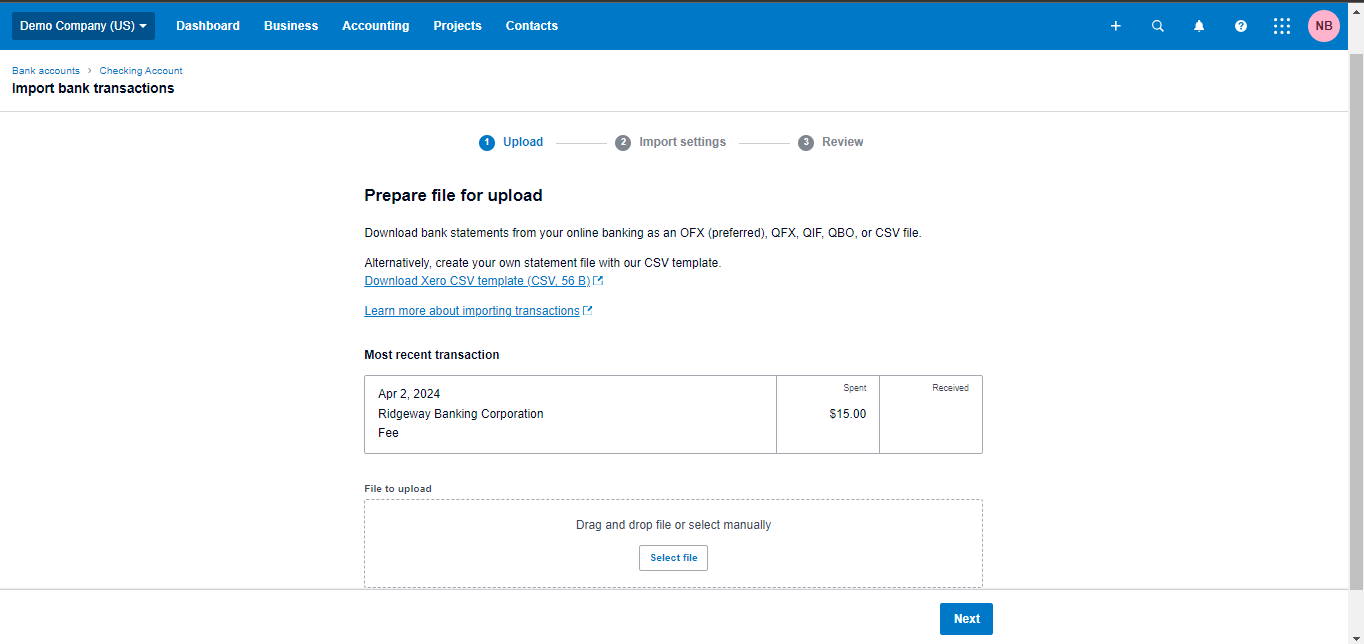 Demo Company (US) Dashboard Business Accounting Projects Contacts NB
Bank accounts Checking Account
Import bank transactions
1 Upload 2 Import settings 3 Review
Prepare file for upload
Download bank statements from your online banking as an OFX (preferred), QFX, QIF, QBO, or CSV file.
Alternatively, create your own statement file with our CSV template.
Download Xero CSV template (CSV, 56 B)
Learn more about importing transactions
Most recent transaction
Spent Received
Apr 2, 2024
Ridgeway Banking Corporation $15.00
Fee
File to upload
Drag and drop file or select manually
Select file
Next